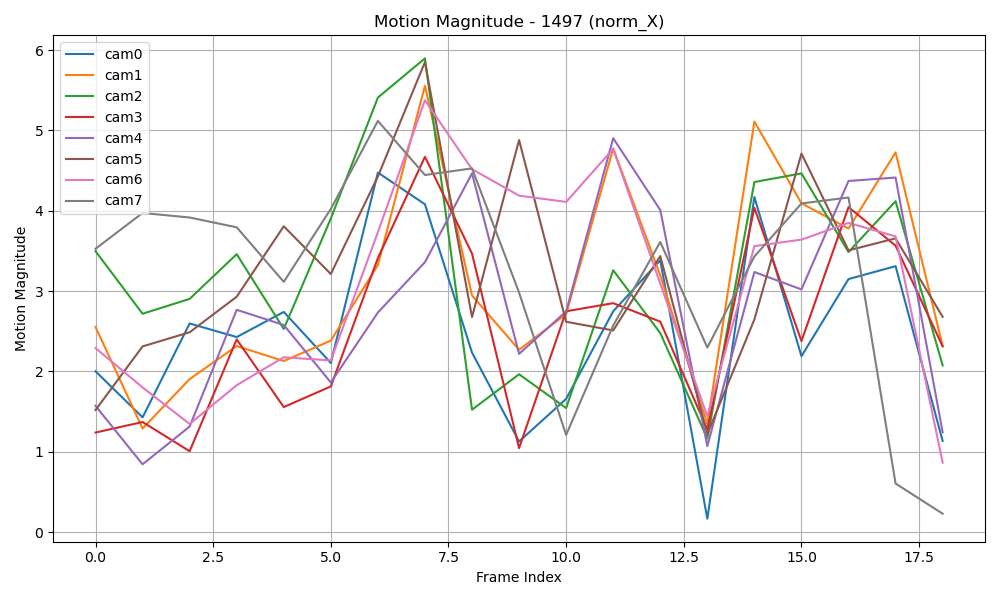 Motion Magnitude - 1497 (norm_X)
cam0
cam1
cam2
cam3
cam4
cam5
cam6
cam7
Motion Magnitude
6
5
4
3
2
1
0
0.0 2.5 5.0 7.5 10.0 12.5 15.0 17.5
Frame Index